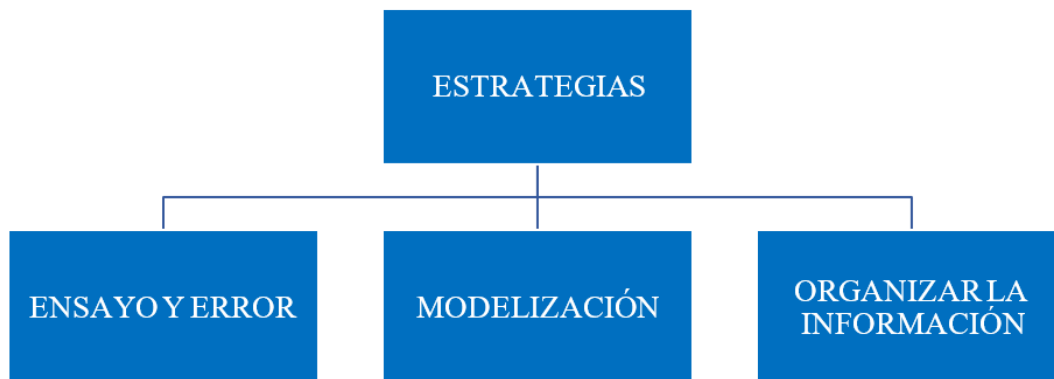 ESTRATEGIAS
ENSAYO Y ERROR
MODELIZACIÓN
ORGANIZAR LA
INFORMACIÓN